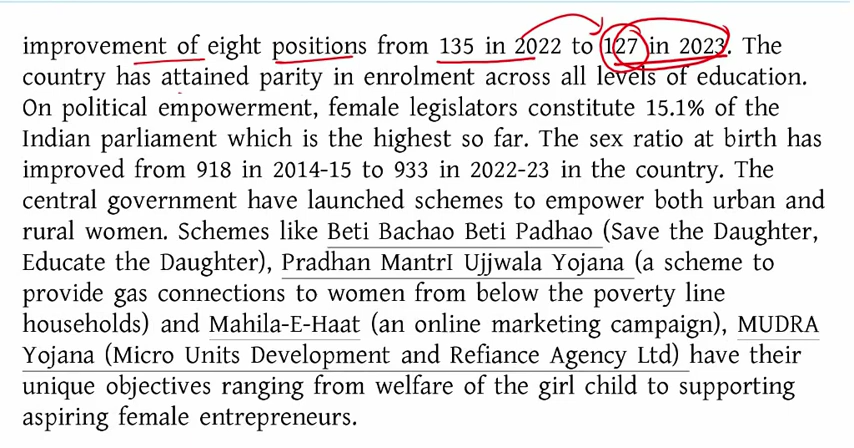 improvement of eight positions from 135 in 2022 to 127 in 2023. The
country has attained parity in enrolment across all levels of education.
On political empowerment, female legislators constitute 15.1% of the
Indian parliament which is the highest so far. The sex ratio at birth has
improved from 918 in 2014-15 to 933 in 2022-23 in the country. The
central government have launched schemes to empower both urban and
rural women. Schemes like Beti Bachao Beti Padhao (Save the Daughter,
Educate the Daughter), Pradhan MantrI Ujjwala Yojana (a scheme to
provide gas connections to women from below the poverty line
households) and Mahila-E-Haat (an online marketing campaign), MUDRA
Yojana (Micro Units Development and Refiance Agency Ltd) have their
unique objectives ranging from welfare of the girl child to supporting
aspiring female entrepreneurs.